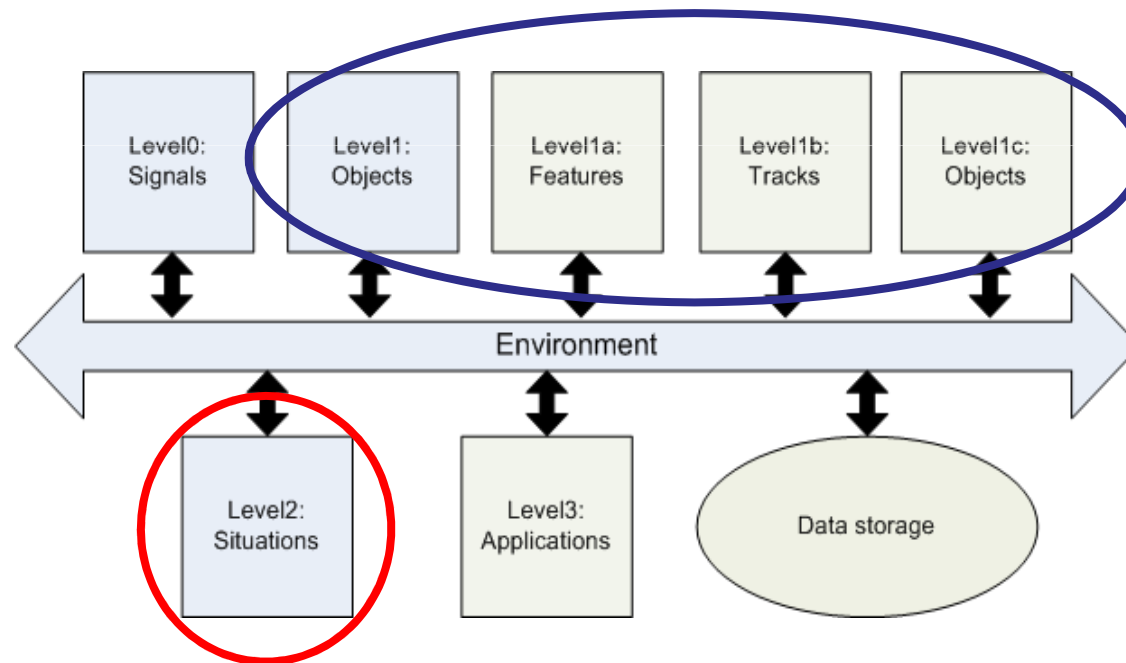 Level0:
Signals
Level1:
Objects
Level1a:
Features
Level1b:
Tracks
Level1c:
Objects
Environment
Level2:
Situations
Level3:
Applications
Data storage